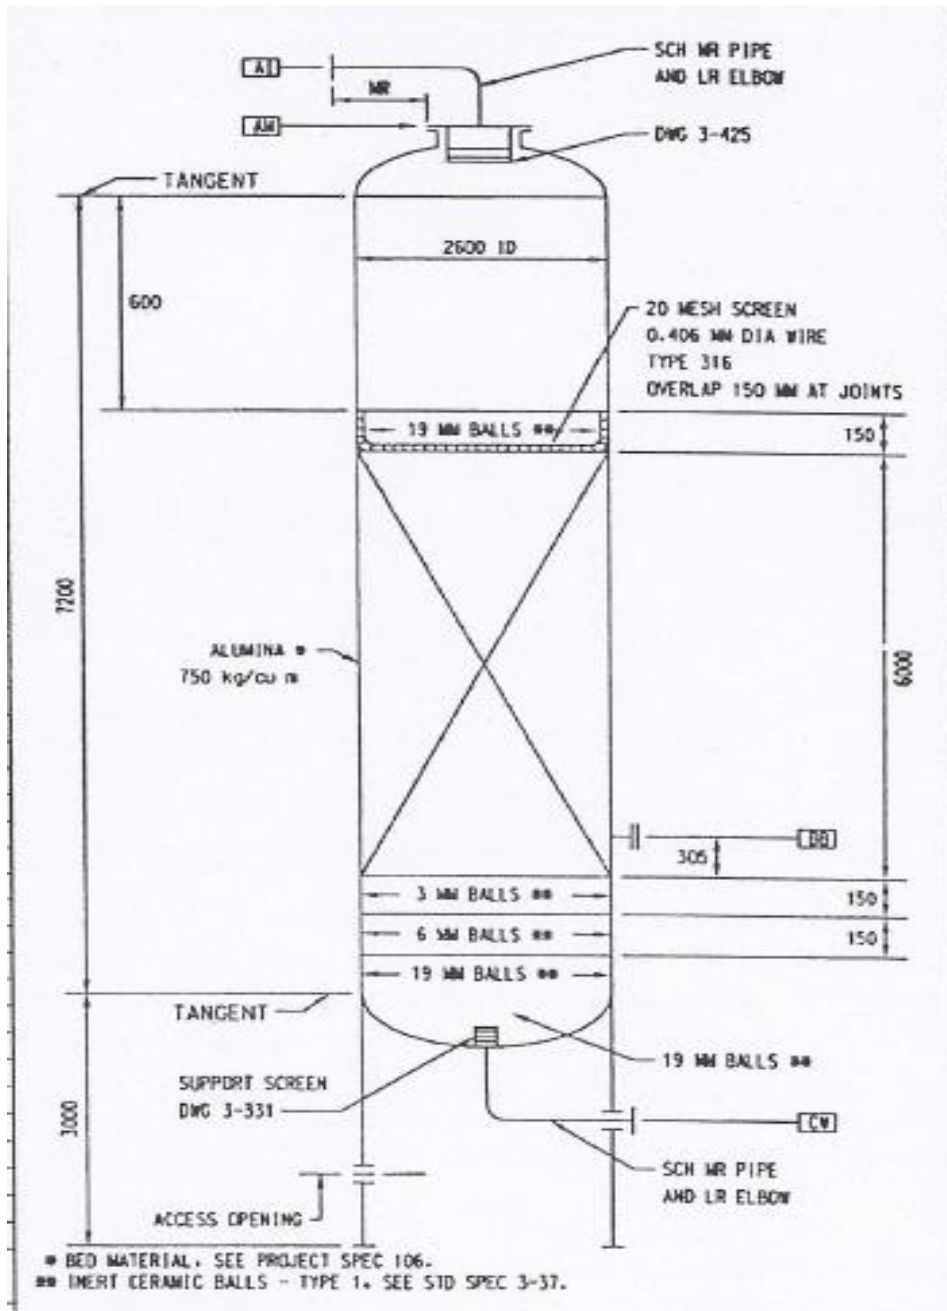 SCH MR PIPE
AND LR ELBOW
AI
MR
AM
DWG 3-425
TANGENT
2600 ID
600
20 MESH SCREEN
0.406 MM DIA WIRE
TYPE 316
OVERLAP 150 MM AT JOINTS
19 MM BALLS **
150
7200
ALUMINA *
750 kg/cu m
6000
DB
305
3 MM BALLS **
150
6 MM BALLS **
150
19 MM BALLS **
TANGENT
19 MM BALLS **
SUPPORT SCREEN
DWG 3-331
3000
CW
SCH MR PIPE
AND LR ELBOW
ACCESS OPENING
* BED MATERIAL, SEE PROJECT SPEC 106.
** INERT CERAMIC BALLS - TYPE 1, SEE STD SPEC 3-37.